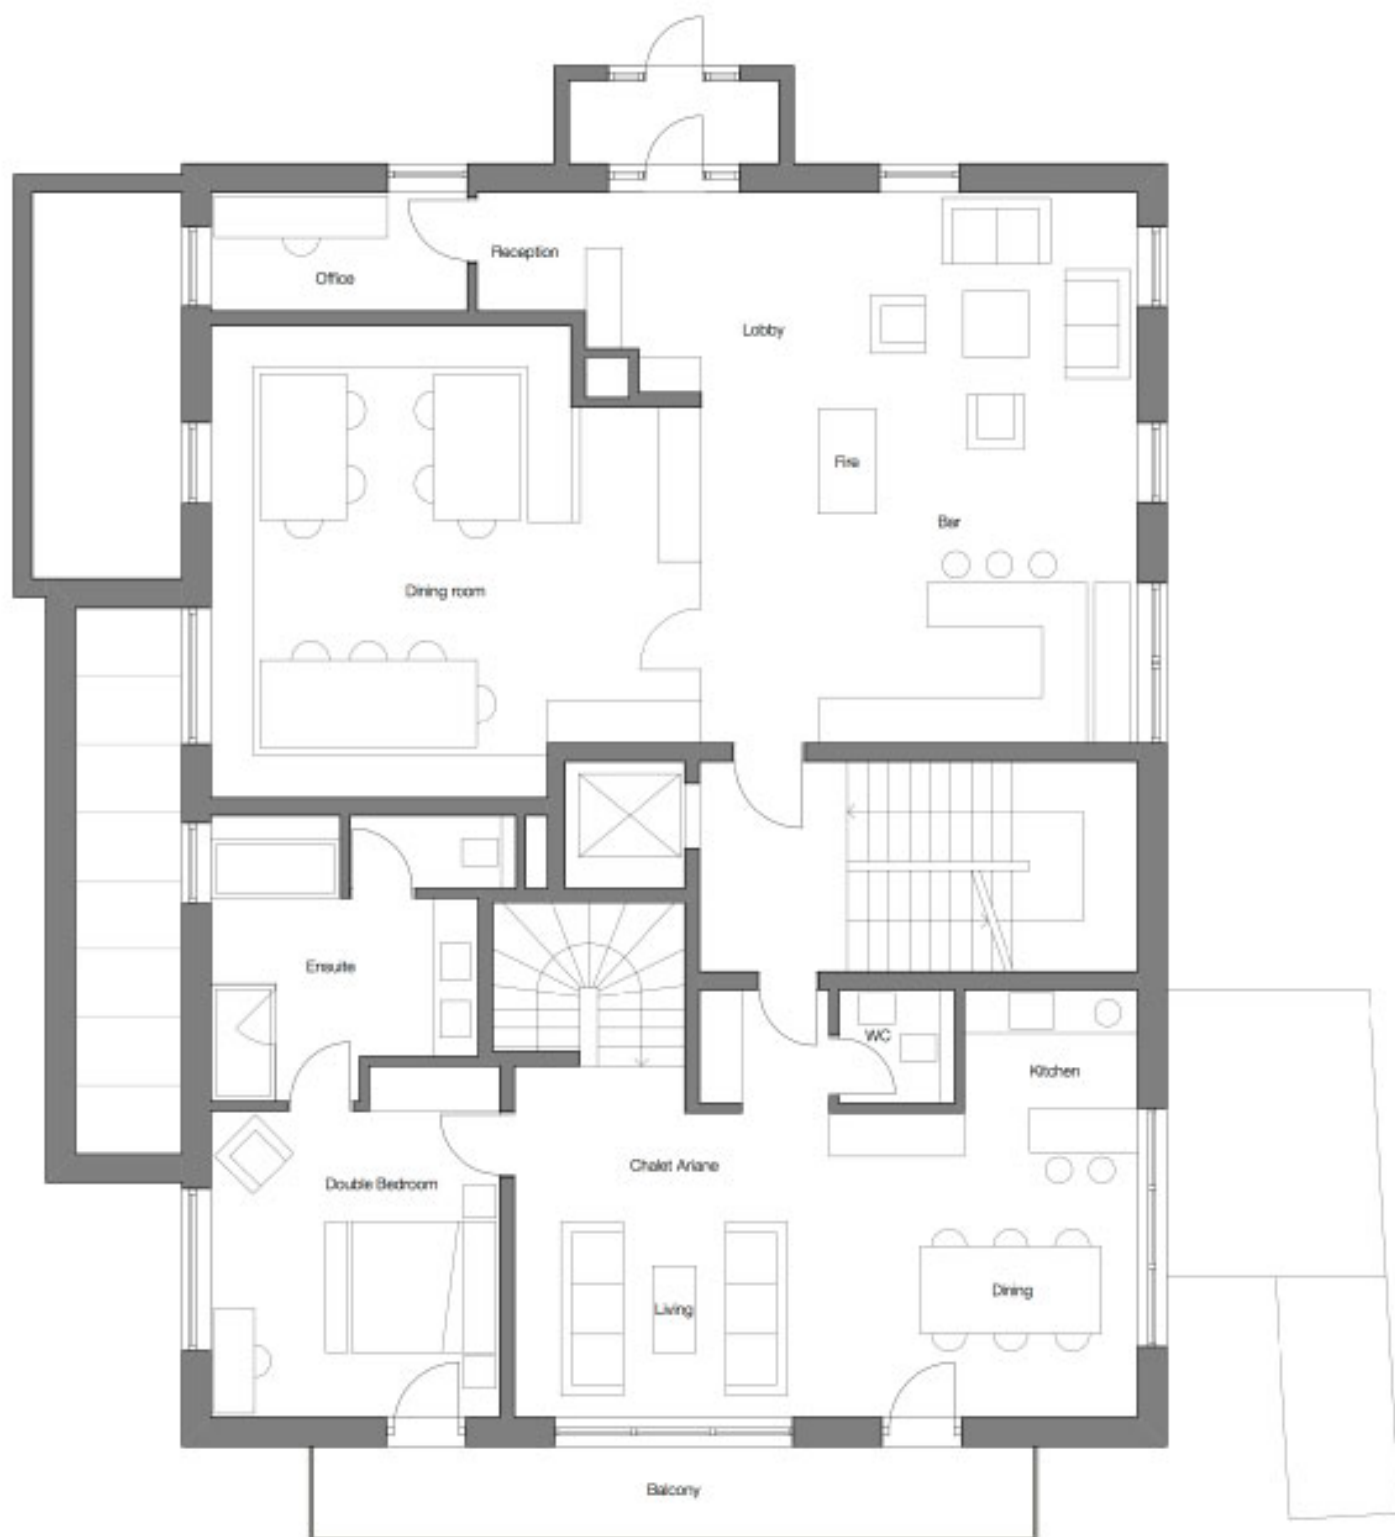 Reception
Office
Lobby
Fire
Bar
Dining room
Ensuite
WC
Kitchen
Chalet Ariane
Double Bedroom
Dining
Living
Balcony